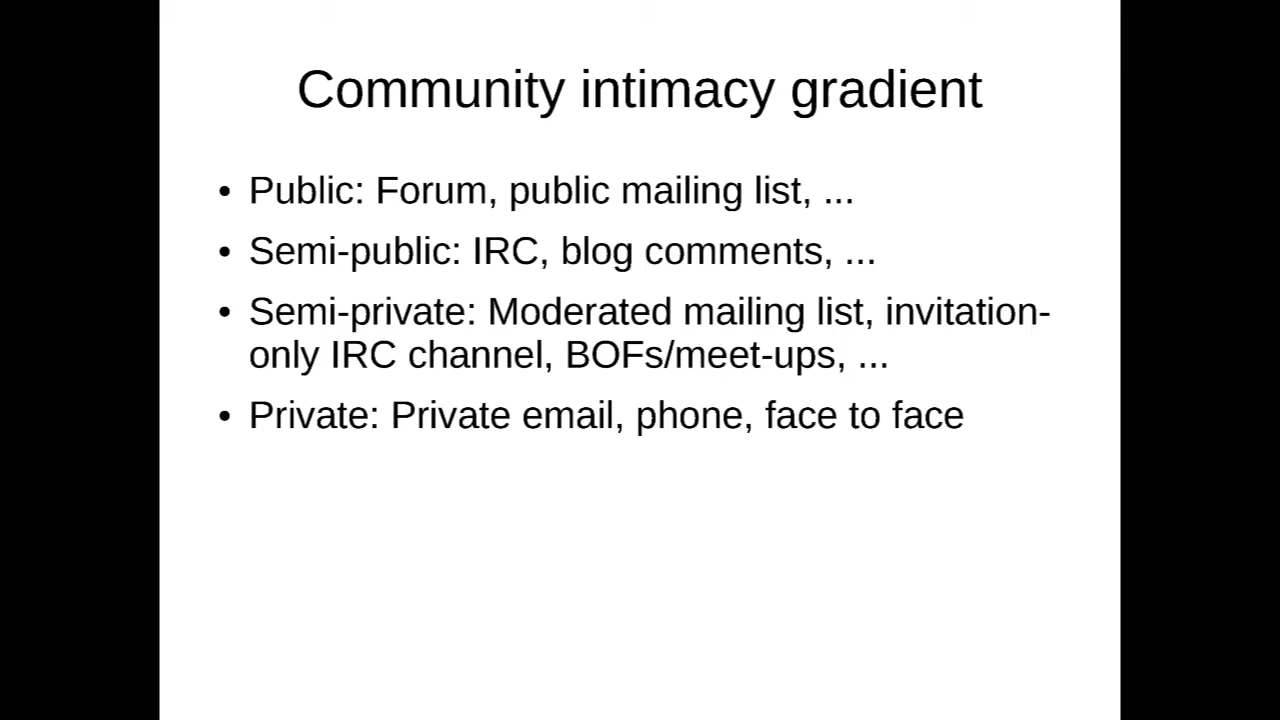 Community intimacy gradient
• Public: Forum, public mailing list, ...
• Semi-public: IRC, blog comments, ...
• Semi-private: Moderated mailing list, invitation-
only IRC channel, BOFs/meet-ups, ...
• Private: Private email, phone, face to face